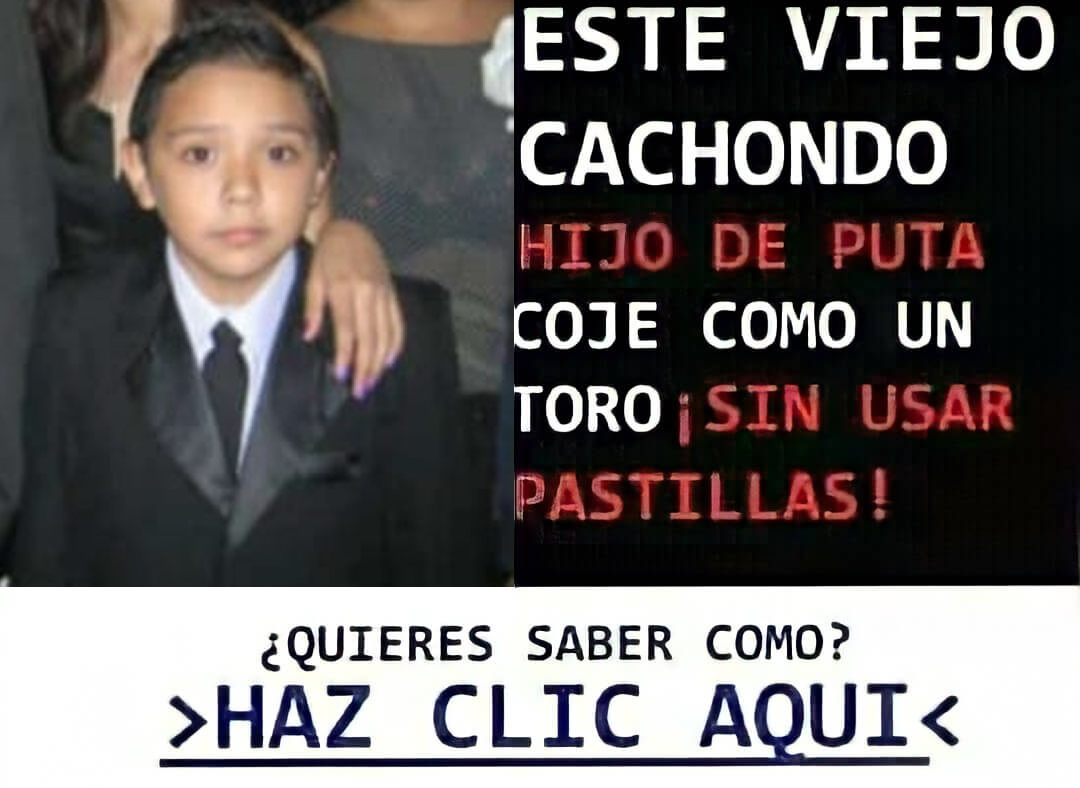 ESTE VIEJO
CACHONDO
HIJO DE PUTA
COJE COMO UN
TORO ¡SIN USAR
PASTILLAS!
¿QUIERES SABER COMO?
>HAZ CLIC AQUI<